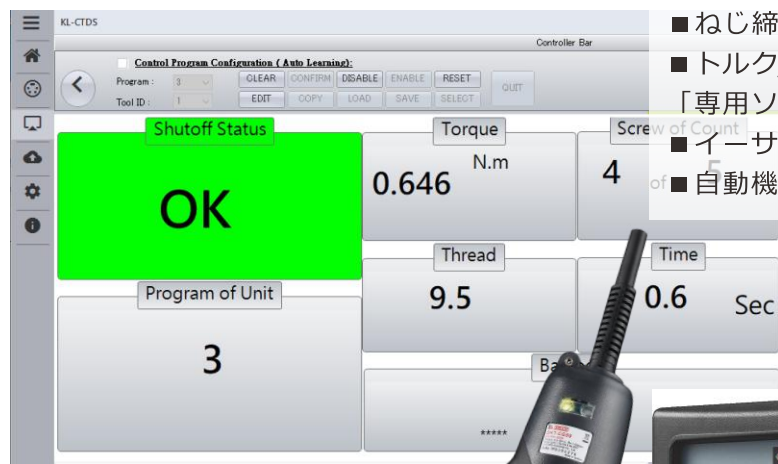 KL-CTDS
Controller Bar
Control Program Configuration ( Auto Learning):
Program : 3 CLEAR CONFIRM DISABLE ENABLE RESET QUIT
Tool ID : 1 EDIT COPY LOAD SAVE SELECT
Shutoff Status
OK
Torque
0.646 N.m
Screw of Count
4 of 5
Thread
9.5
Time
0.6 Sec
Program of Unit
3
Ba
*****
■ねじ締
■トルク
「専用ソ
■イーサ
■自動機